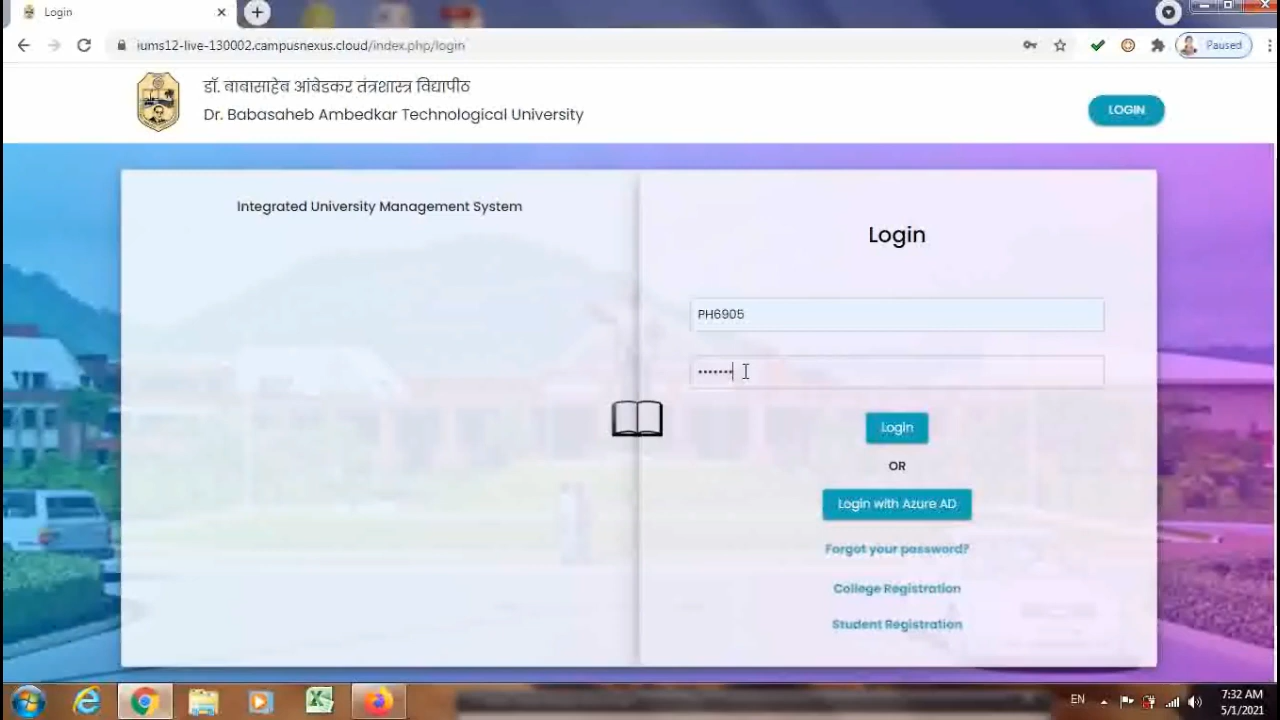 Login
iums12-live-130002.campusnexus.cloud/index.php/login
Paused
डॉ. बाबासाहेब आंबेडकर तंत्रशास्त्र विद्यापीठ
Dr. Babasaheb Ambedkar Technological University
LOGIN
Integrated University Management System
Login
PH6905
Login
OR
Login with Azure AD
Forgot your password?
College Registration
Student Registration
EN
7:32 AM
5/1/2021